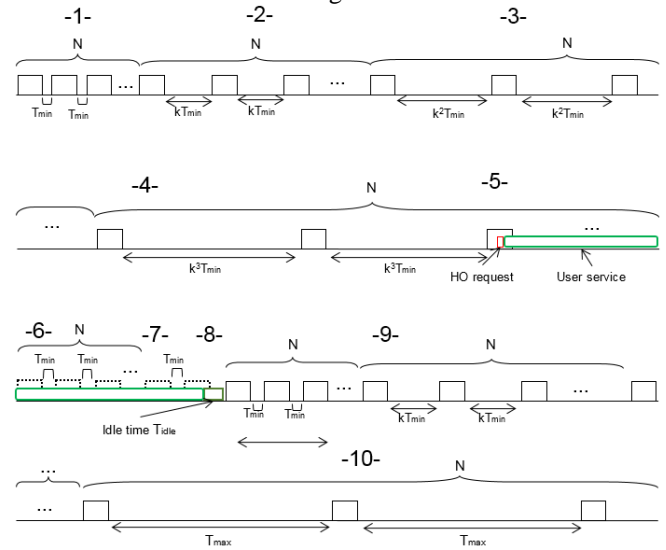 -1- -2- -3-
N N N
... ...
Tmin Tmin kTmin kTmin k²Tmin k²Tmin
-4- -5-
... N ...
k³Tmin k³Tmin
HO request User service
-6- -7- -8- -9-
N N N
Tmin Tmin ... Tmin ... ...
Tmin Tmin kTmin kTmin
Idle time Tidle
... -10- N
...
Tmax Tmax